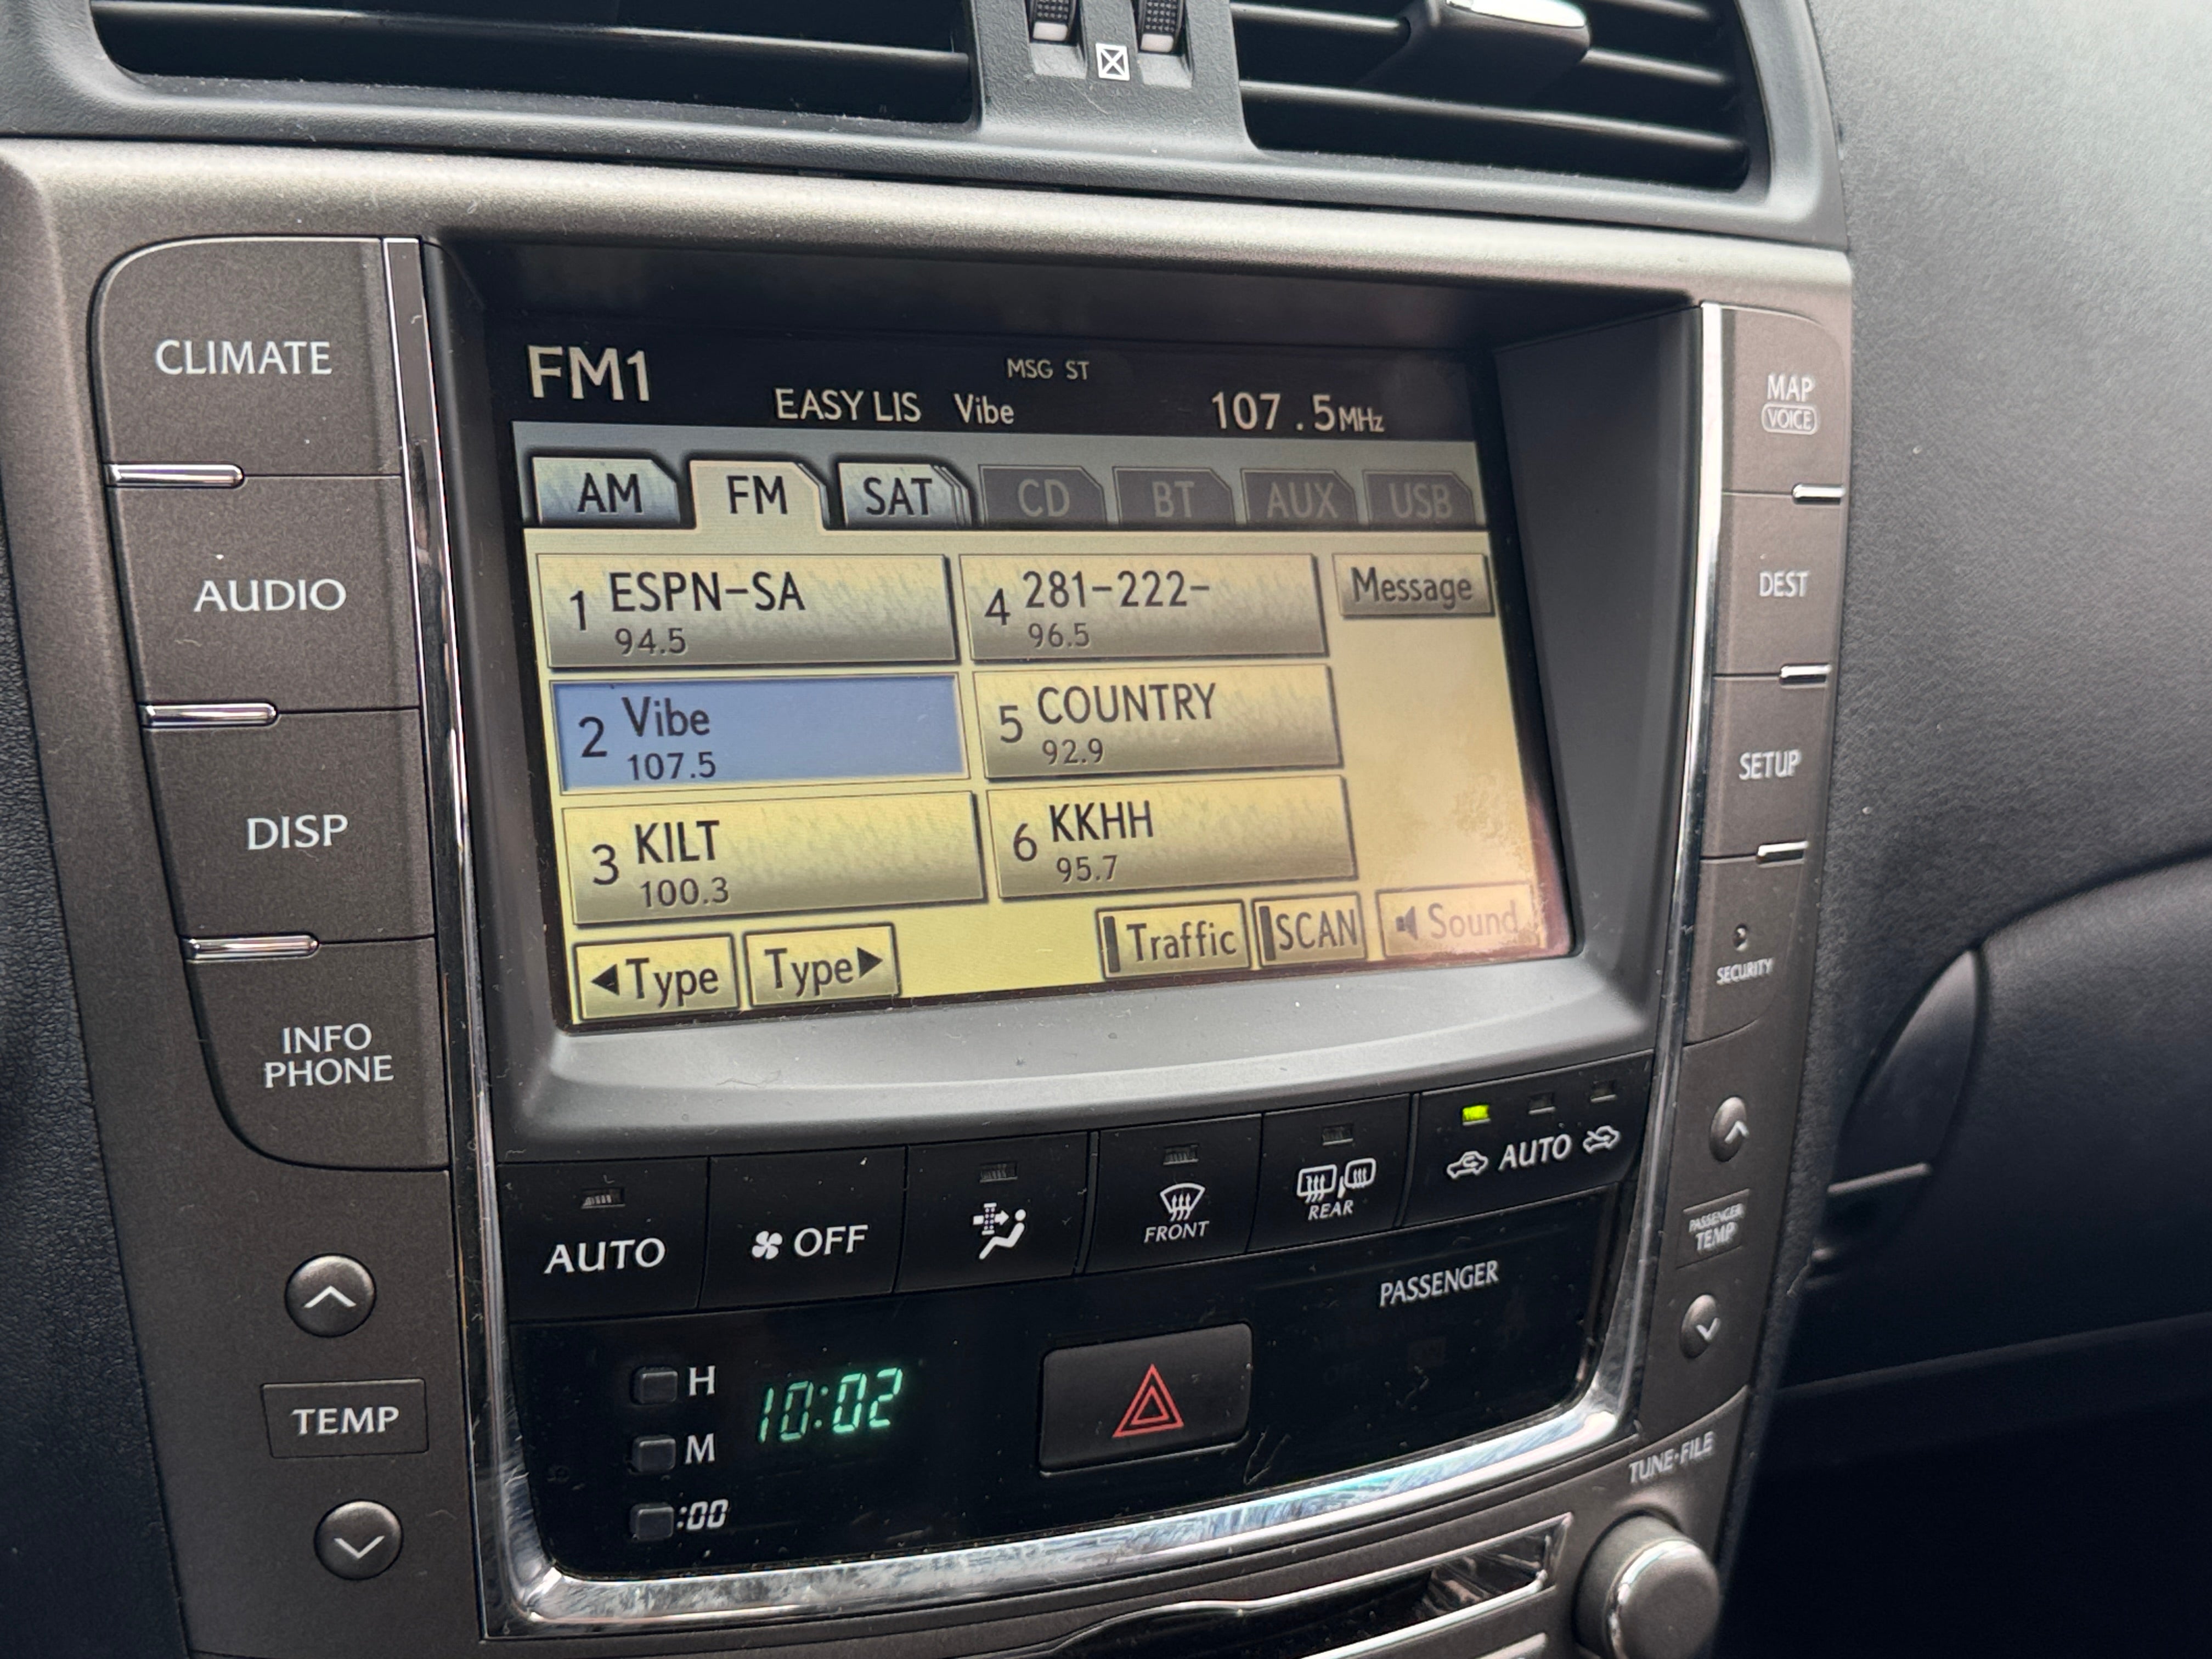 FM1
MSG ST
EASY LIS Vibe 107.5MHz
AM FM SAT CD BT AUX USB
1 ESPN-SA
94.5
4 281-222-
96.5
Message
2 Vibe
107.5
5 COUNTRY
92.9
3 KILT
100.3
6 KKHH
95.7
◄Type
Type►
Traffic
SCAN
Sound
CLIMATE
AUDIO
DISP
INFO
PHONE
TEMP
MAP
VOICE
DEST
SETUP
SECURITY
PASSENGER
TEMP
AUTO
OFF
FRONT
REAR
AUTO
PASSENGER
H
M
:00
10:02
TUNE•FILE